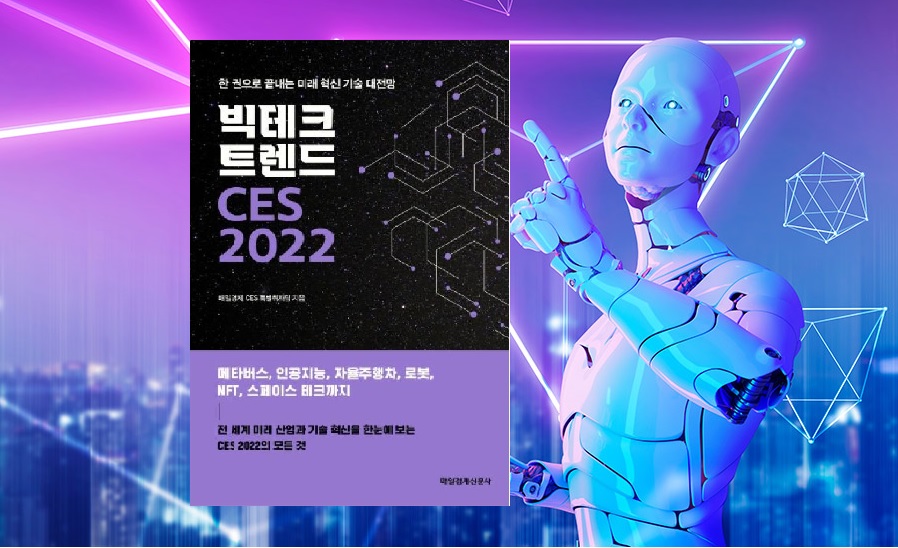 한 권으로 끝내는 미래 혁신 기술 대전망
빅테크
트렌드
CES
2022
매일경제 CES 특별취재팀 지음
메타버스, 인공지능, 자율주행차, 로봇,
NFT, 스페이스 테크까지
전 세계 미래 산업과 기술 혁신을 한눈에 보는
CES 2022의 모든 것
매일경제신문사